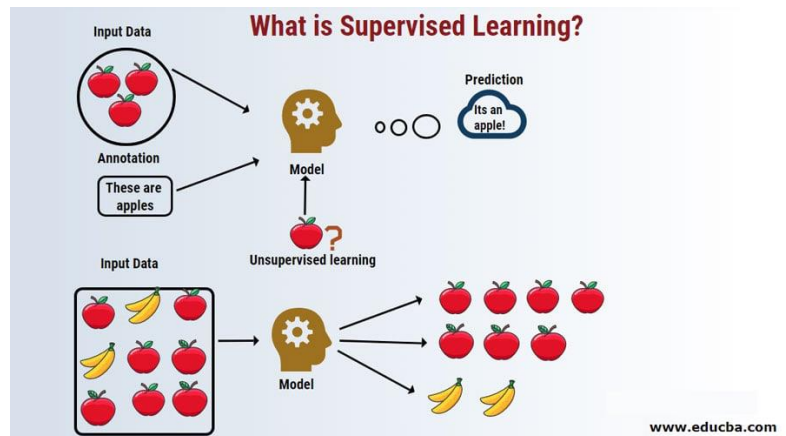 What is Supervised Learning?
Input Data
Prediction
Its an
apple!
Annotation
These are
apples
Model
?
Unsupervised learning
Input Data
Model
www.educba.com